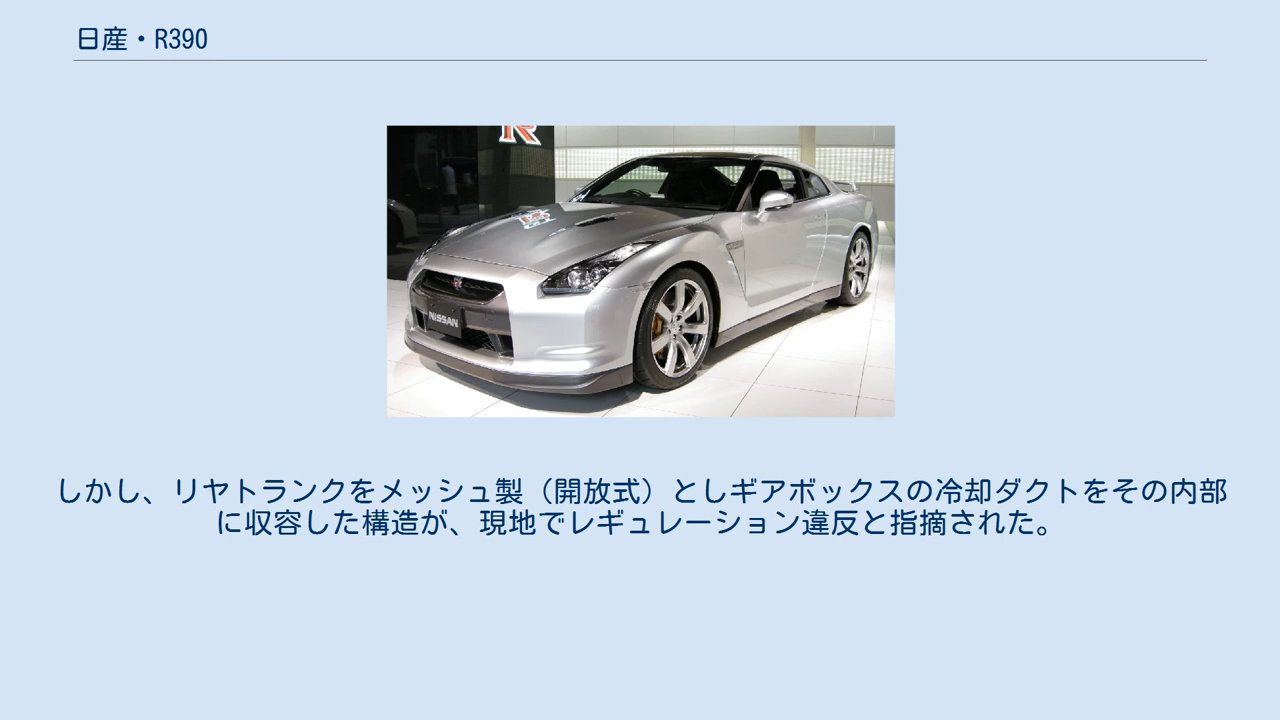 日産・R390
R
NISSAN
しかし、リヤトランクをメッシュ製（開放式）としギアボックスの冷却ダクトをその内部
に収容した構造が、現地でレギュレーション違反と指摘された。